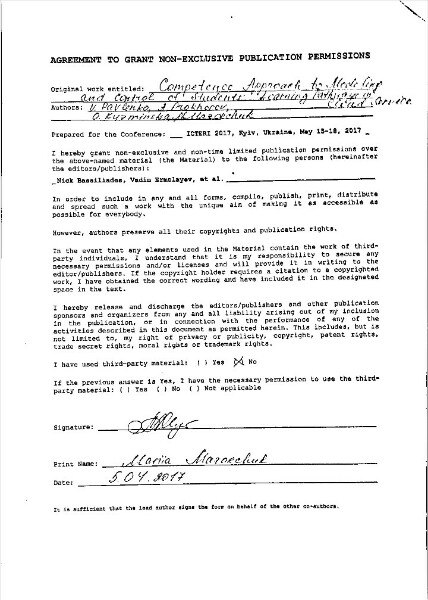 AGREEMENT TO GRANT NON-EXCLUSIVE PUBLICATION PERMISSIONS
Original work entitled: Competence Approach to Modeling
and Control of Students' Learning Pathways in
Cloud Service
Authors: V. Pavlenko, A. Prokhorov,
O. Kuzminska, M. Mazorchuk
Prepared for the Conference: ICTERI 2017, Kyiv, Ukraine, May 15-18, 2017
I hereby grant non-exclusive and non-time limited publication permissions over
the above-named material (the Material) to the following persons (hereinafter
the editors/publishers):
Nick Bassiliades, Vadim Ermolayev, et al.
In order to include in any and all forms, compile, publish, print, distribute
and spread such a work with the unique aim of making it as accessible as
possible for everybody.
However, authors preserve all their copyrights and publication rights.
In the event that any elements used in the Material contain the work of third-
party individuals, I understand that it is my responsibility to secure any
necessary permissions and/or licenses and will provide it in writing to the
editor/publishers. If the copyright holder requires a citation to a copyrighted
work, I have obtained the correct wording and have included it in the designated
space in the text.
I hereby release and discharge the editors/publishers and other publication
sponsors and organizers from any and all liability arising out of my inclusion
in the publication, or in connection with the performance of any of the
activities described in this document as permitted herein. This includes, but is
not limited to, my right of privacy or publicity, copyright, patent rights,
trade secret rights, moral rights or trademark rights.
I have used third-party material: ( ) Yes (X) No
If the previous answer is Yes, I have the necessary permission to use the third-
party material: ( ) Yes ( ) No ( ) Not applicable
Signature:
Print Name: Mariia Mazorchuk
Date: 5 04. 2017
It is sufficient that the lead author signs the form on behalf of the other co-authors.